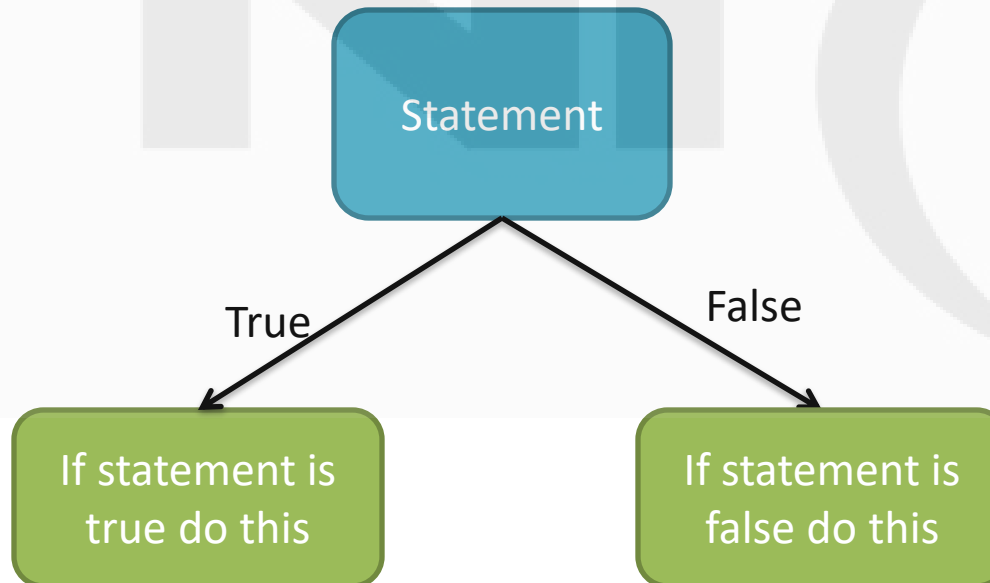 Statement
True
False
If statement is
true do this
If statement is
false do this